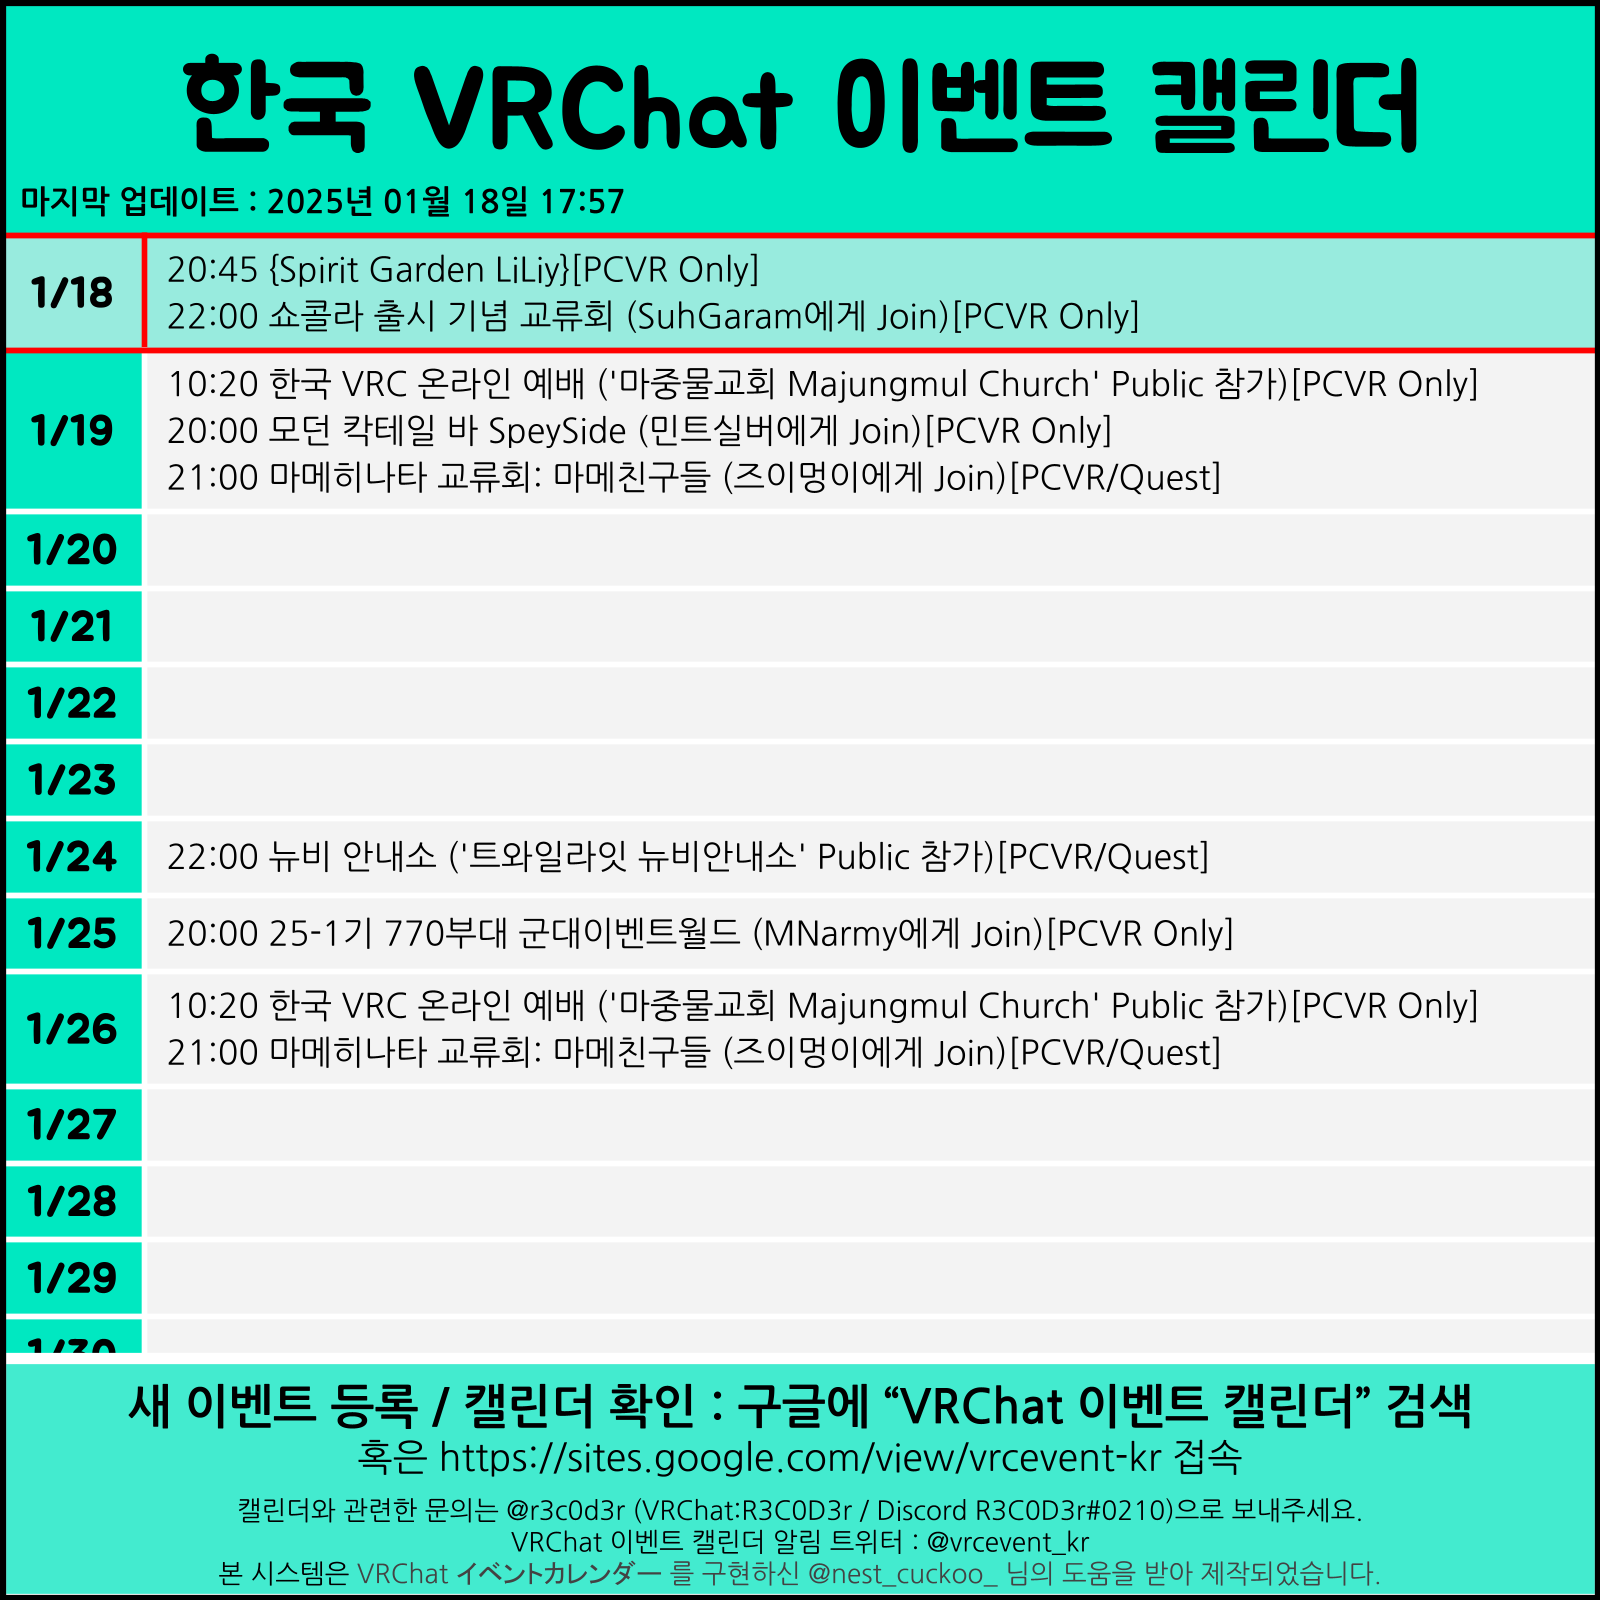 한국 VRChat 이벤트 캘린더
마지막 업데이트 : 2025년 01월 18일 17:57
1/18
20:45 {Spirit Garden LiLiy}[PCVR Only]
22:00 쇼콜라 출시 기념 교류회 (SuhGaram에게 Join)[PCVR Only]
1/19
10:20 한국 VRC 온라인 예배 ('마중물교회 Majungmul Church' Public 참가)[PCVR Only]
20:00 모던 칵테일 바 SpeySide (민트실버에게 Join)[PCVR Only]
21:00 마메히나타 교류회: 마메친구들 (즈이멍이에게 Join)[PCVR/Quest]
1/20
1/21
1/22
1/23
1/24
22:00 뉴비 안내소 ('트와일라잇 뉴비안내소' Public 참가)[PCVR/Quest]
1/25
20:00 25-1기 770부대 군대이벤트월드 (MNarmy에게 Join)[PCVR Only]
1/26
10:20 한국 VRC 온라인 예배 ('마중물교회 Majungmul Church' Public 참가)[PCVR Only]
21:00 마메히나타 교류회: 마메친구들 (즈이멍이에게 Join)[PCVR/Quest]
1/27
1/28
1/29
1/30
새 이벤트 등록 / 캘린더 확인 : 구글에 “VRChat 이벤트 캘린더” 검색
혹은 https://sites.google.com/view/vrcevent-kr 접속
캘린더와 관련한 문의는 @r3c0d3r (VRChat:R3C0D3r / Discord R3C0D3r#0210)으로 보내주세요.
VRChat 이벤트 캘린더 알림 트위터 : @vrcevent_kr
본 시스템은 VRChat イベントカレンダー 를 구현하신 @nest_cuckoo_ 님의 도움을 받아 제작되었습니다.